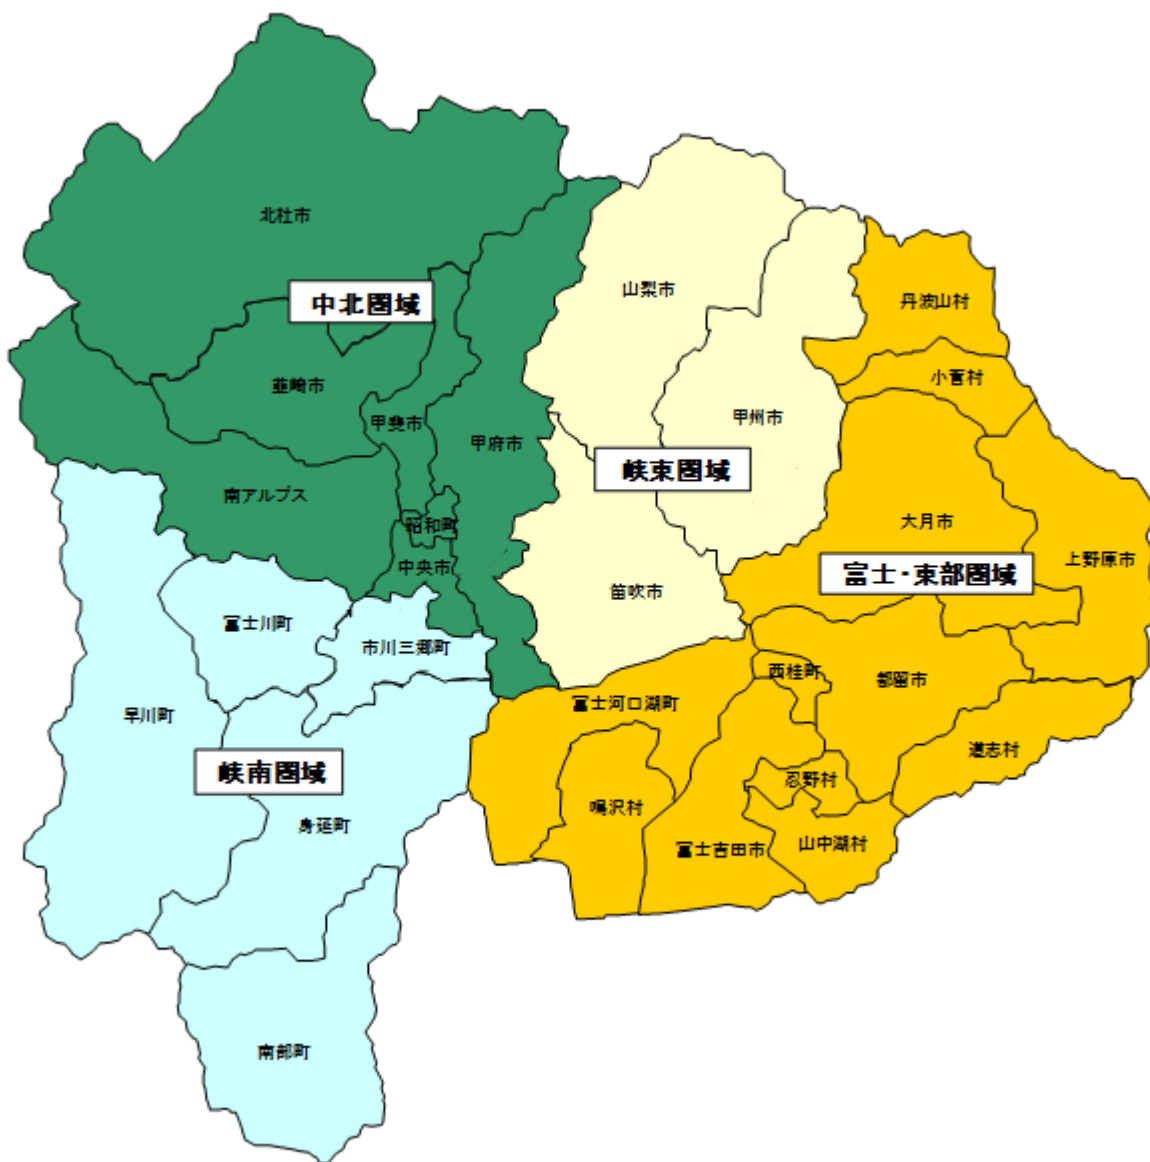 北杜市
山梨市
丹波山村
中北圏域
小菅村
韮崎市
甲斐市
甲州市
甲府市
峡東圏域
南アルプス
昭和町
大月市
上野原市
中央市
富士・東部圏域
笛吹市
富士川町
市川三郷町
西桂町
都留市
富士河口湖町
早川町
道志村
峡南圏域
忍野村
鳴沢村
身延町
山中湖村
富士吉田市
南部町